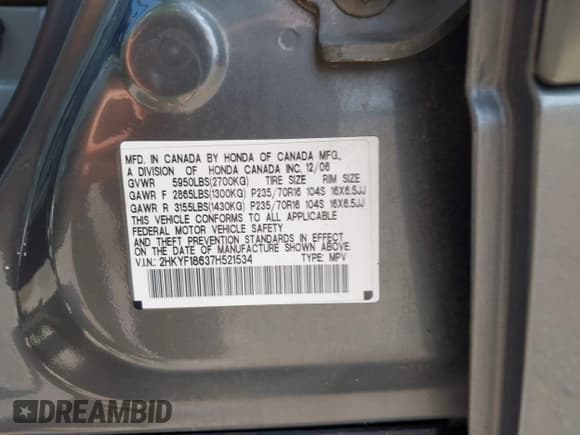 MFD. IN CANADA BY HONDA OF CANADA MFG.,
A DIVISION OF HONDA CANADA INC. 12/06
GVWR 5950LBS(2700KG) TIRE SIZE RIM SIZE
GAWR F 2865LBS(1300KG) P235/70R16 104S 16X6.5JJ
GAWR R 3155LBS(1430KG) P235/70R16 104S 16X6.5JJ
THIS VEHICLE CONFORMS TO ALL APPLICABLE
FEDERAL MOTOR VEHICLE SAFETY
AND THEFT PREVENTION STANDARDS IN EFFECT
ON THE DATE OF MANUFACTURE SHOWN ABOVE.
V.I.N.: 2HKYF18637H521534 TYPE: MPV
DREAMBID